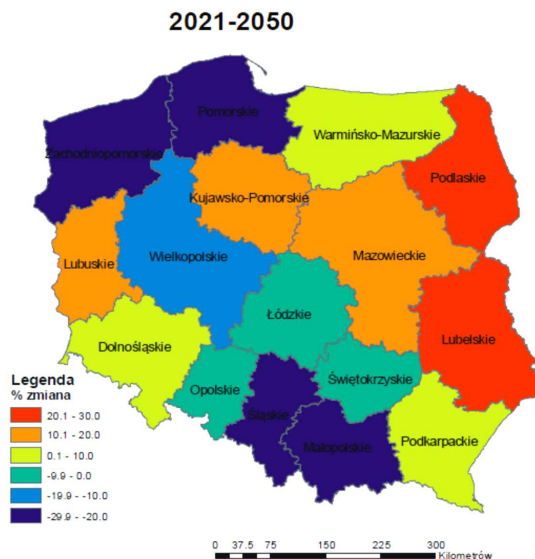 2021-2050
Pomorskie
Warmińsko-Mazurskie
Zachodniopomorskie
Podlaskie
Kujawsko-Pomorskie
Wielkopolskie
Mazowieckie
Lubuskie
Łódzkie
Lubelskie
Dolnośląskie
Legenda
% zmiana
20.1 - 30.0
10.1 - 20.0
0.1 - 10.0
-9.9 - 0.0
-19.9 - -10.0
-29.9 - -20.0
Opolskie
Śląskie
Świętokrzyskie
Małopolskie
Podkarpackie
0 37.5 75 150 225 300
Kilometrów